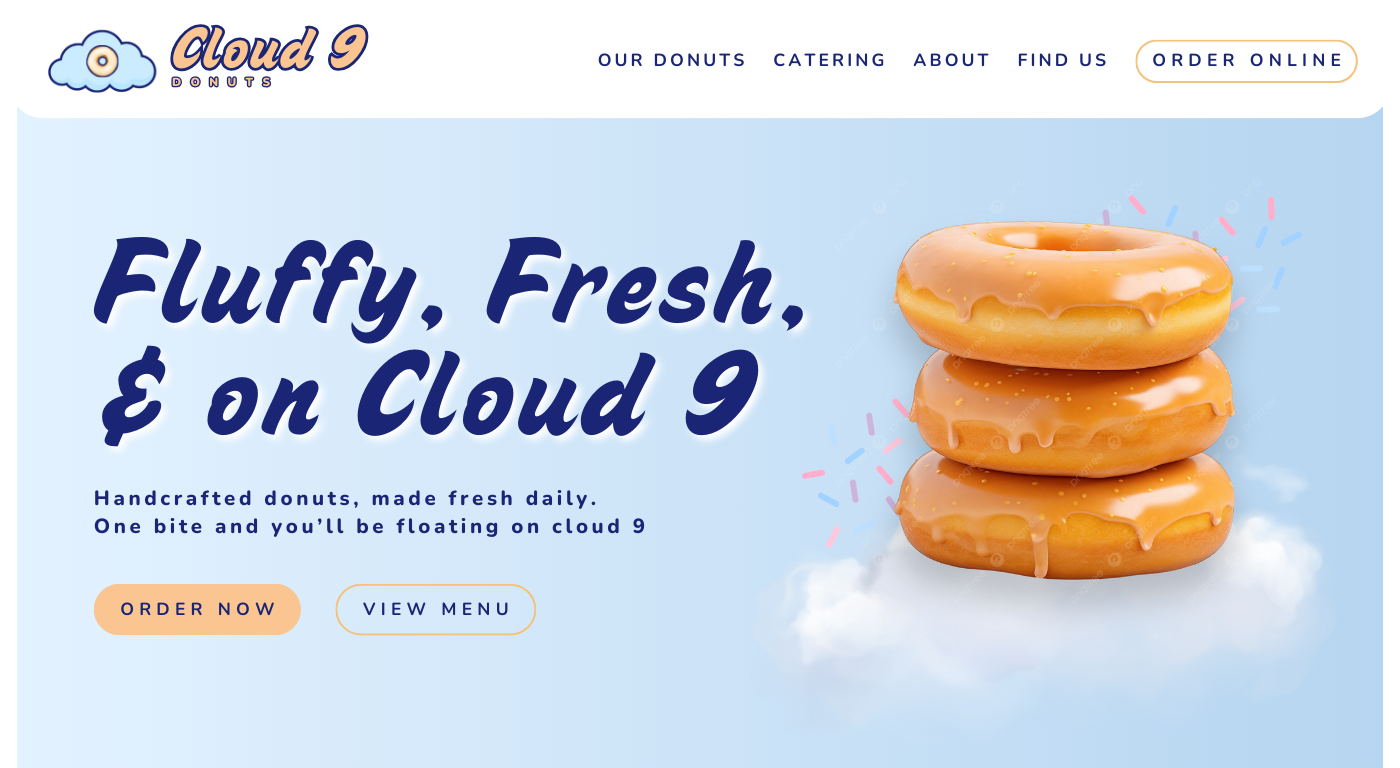 Cloud 9
DONUTS
OUR DONUTS
CATERING
ABOUT
FIND US
ORDER ONLINE
Fluffy, Fresh,
& on Cloud 9
Handcrafted donuts, made fresh daily.
One bite and you’ll be floating on cloud 9
ORDER NOW
VIEW MENU